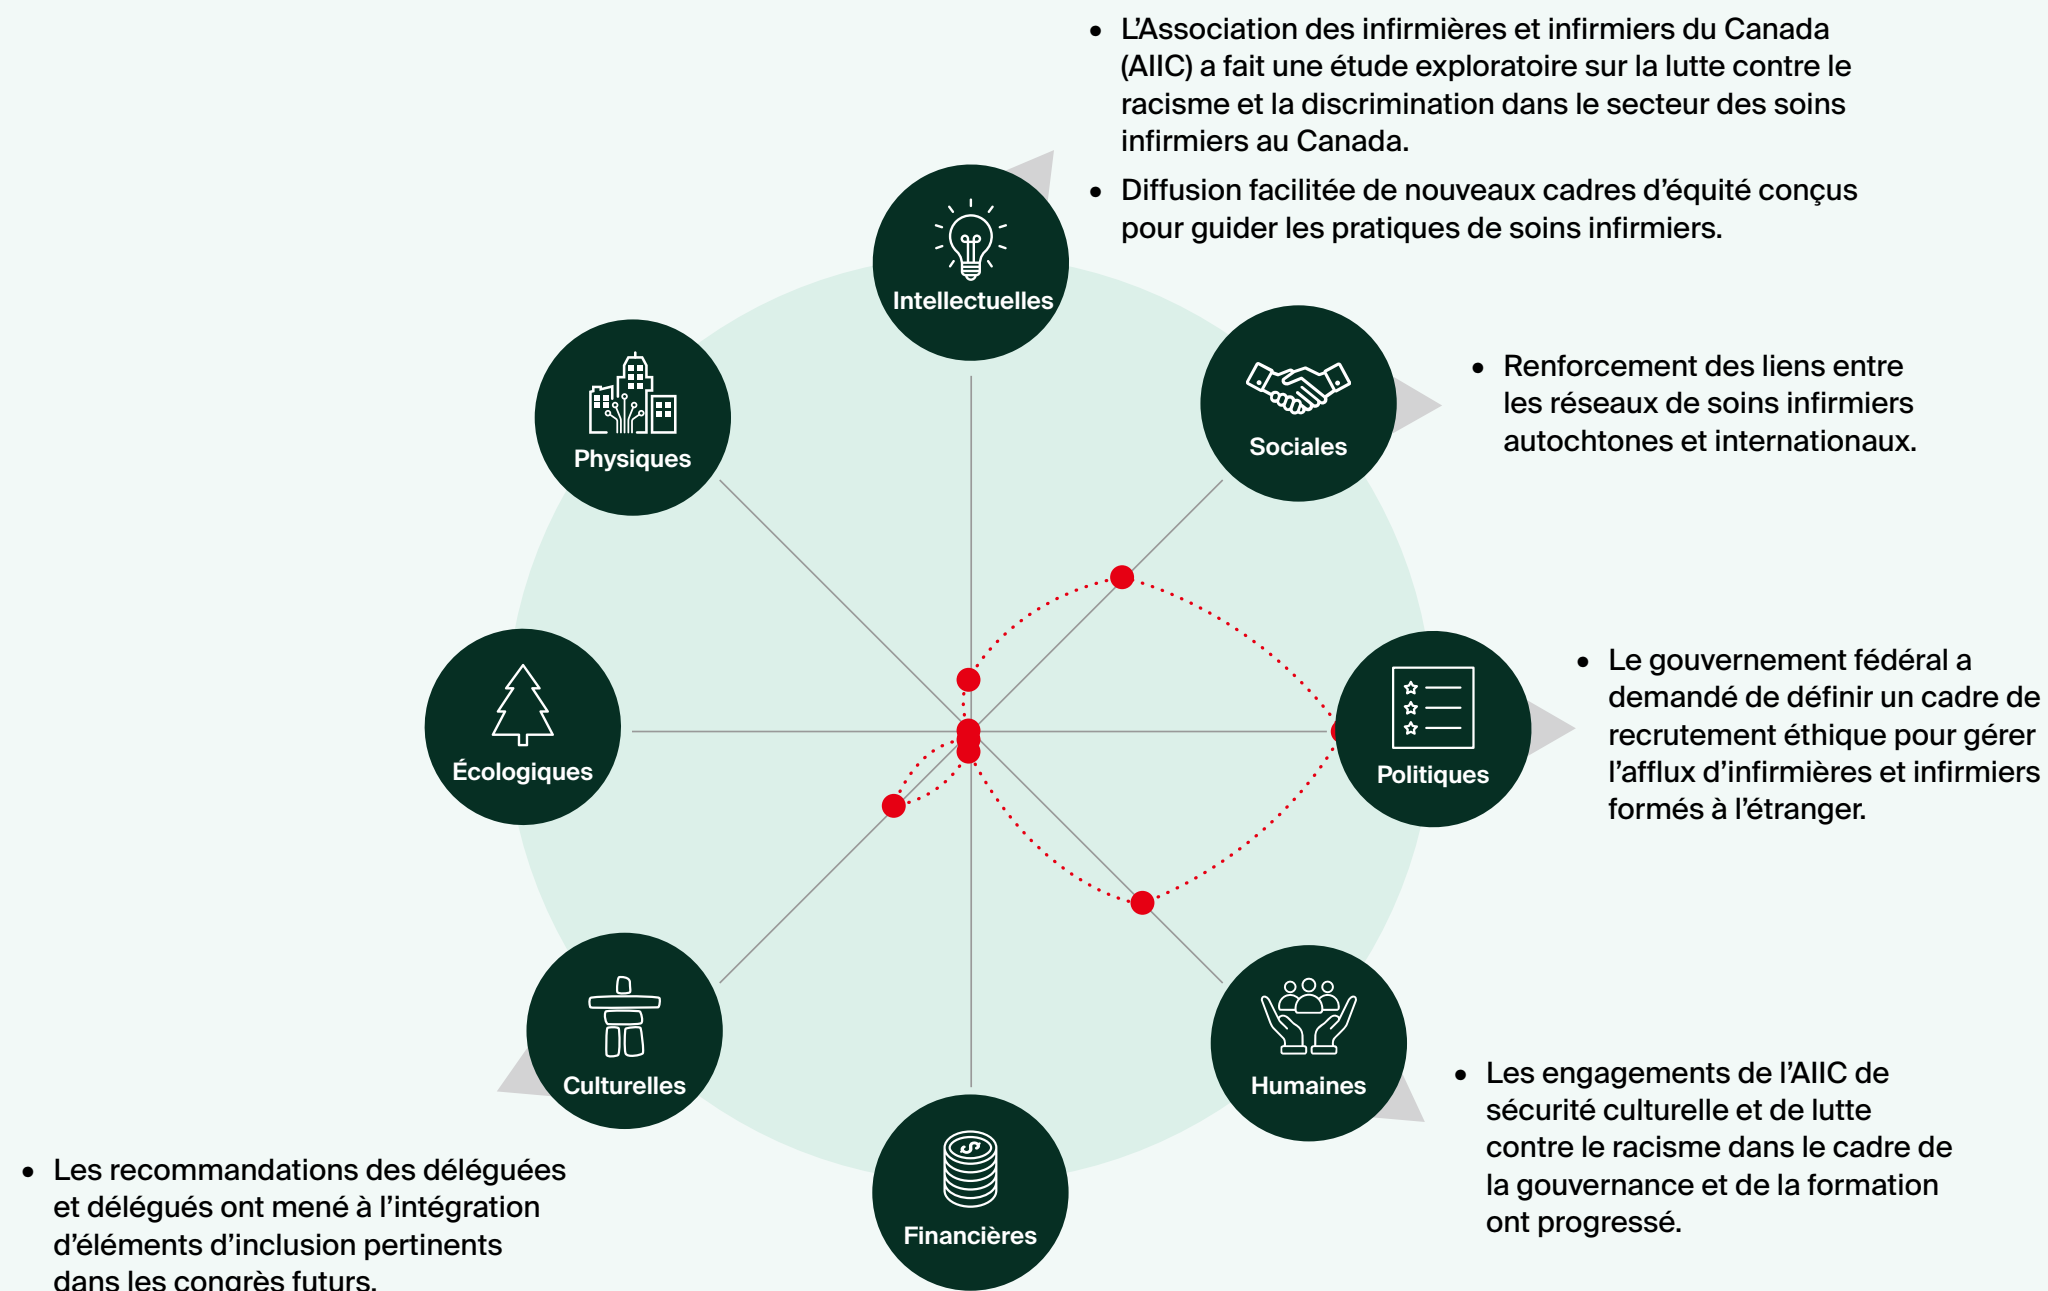 • L’Association des infirmières et infirmiers du Canada
(AIIC) a fait une étude exploratoire sur la lutte contre le
racisme et la discrimination dans le secteur des soins
infirmiers au Canada.
• Diffusion facilitée de nouveaux cadres d’équité conçus
pour guider les pratiques de soins infirmiers.
Intellectuelles
Physiques
Sociales
• Renforcement des liens entre
les réseaux de soins infirmiers
autochtones et internationaux.
Écologiques
Politiques
• Le gouvernement fédéral a
demandé de définir un cadre de
recrutement éthique pour gérer
l’afflux d’infirmières et infirmiers
formés à l’étranger.
Culturelles
Humaines
• Les engagements de l’AIIC de
sécurité culturelle et de lutte
contre le racisme dans le cadre de
la gouvernance et de la formation
ont progressé.
Financières
• Les recommandations des déléguées
et délégués ont mené à l’intégration
d’éléments d’inclusion pertinents
dans les congrès futurs.